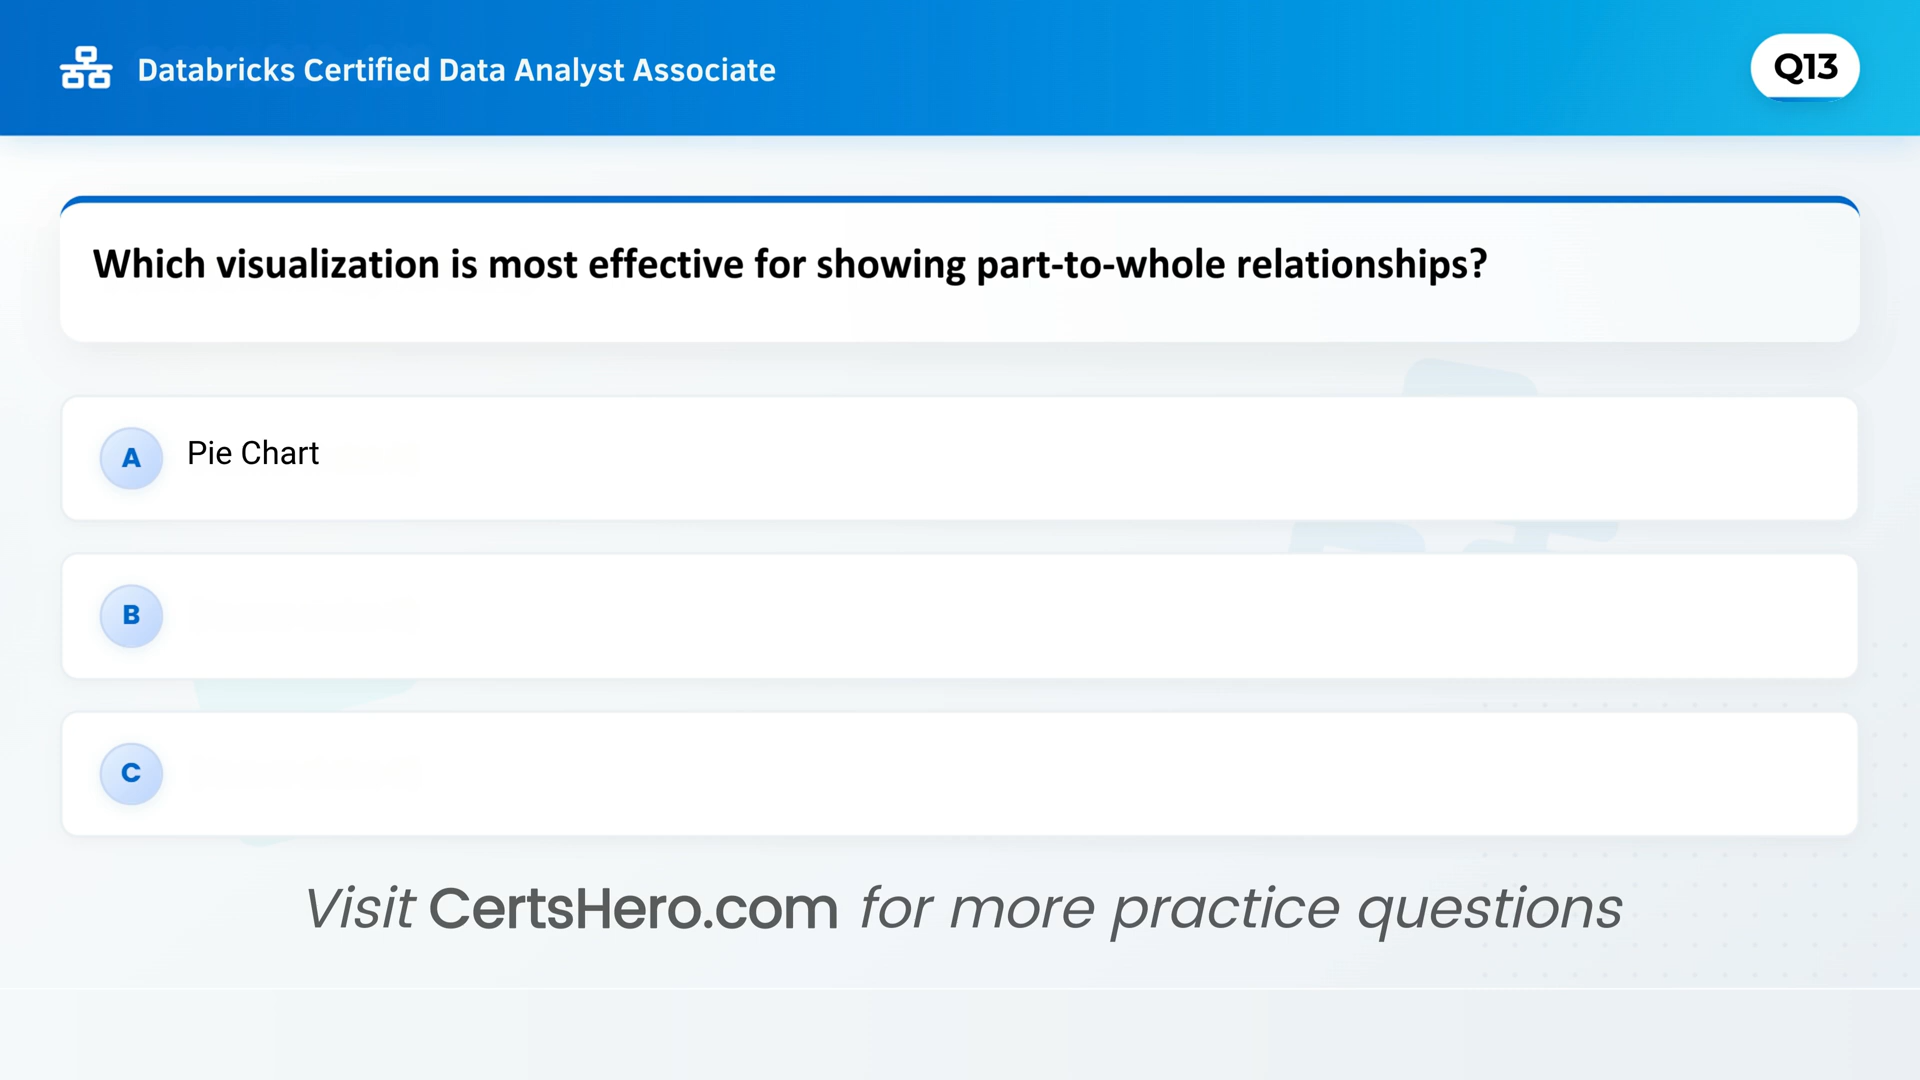 Databricks Certified Data Analyst Associate
Q13
Which visualization is most effective for showing part-to-whole relationships?
A
Pie Chart
B
C
Visit CertsHero.com for more practice questions